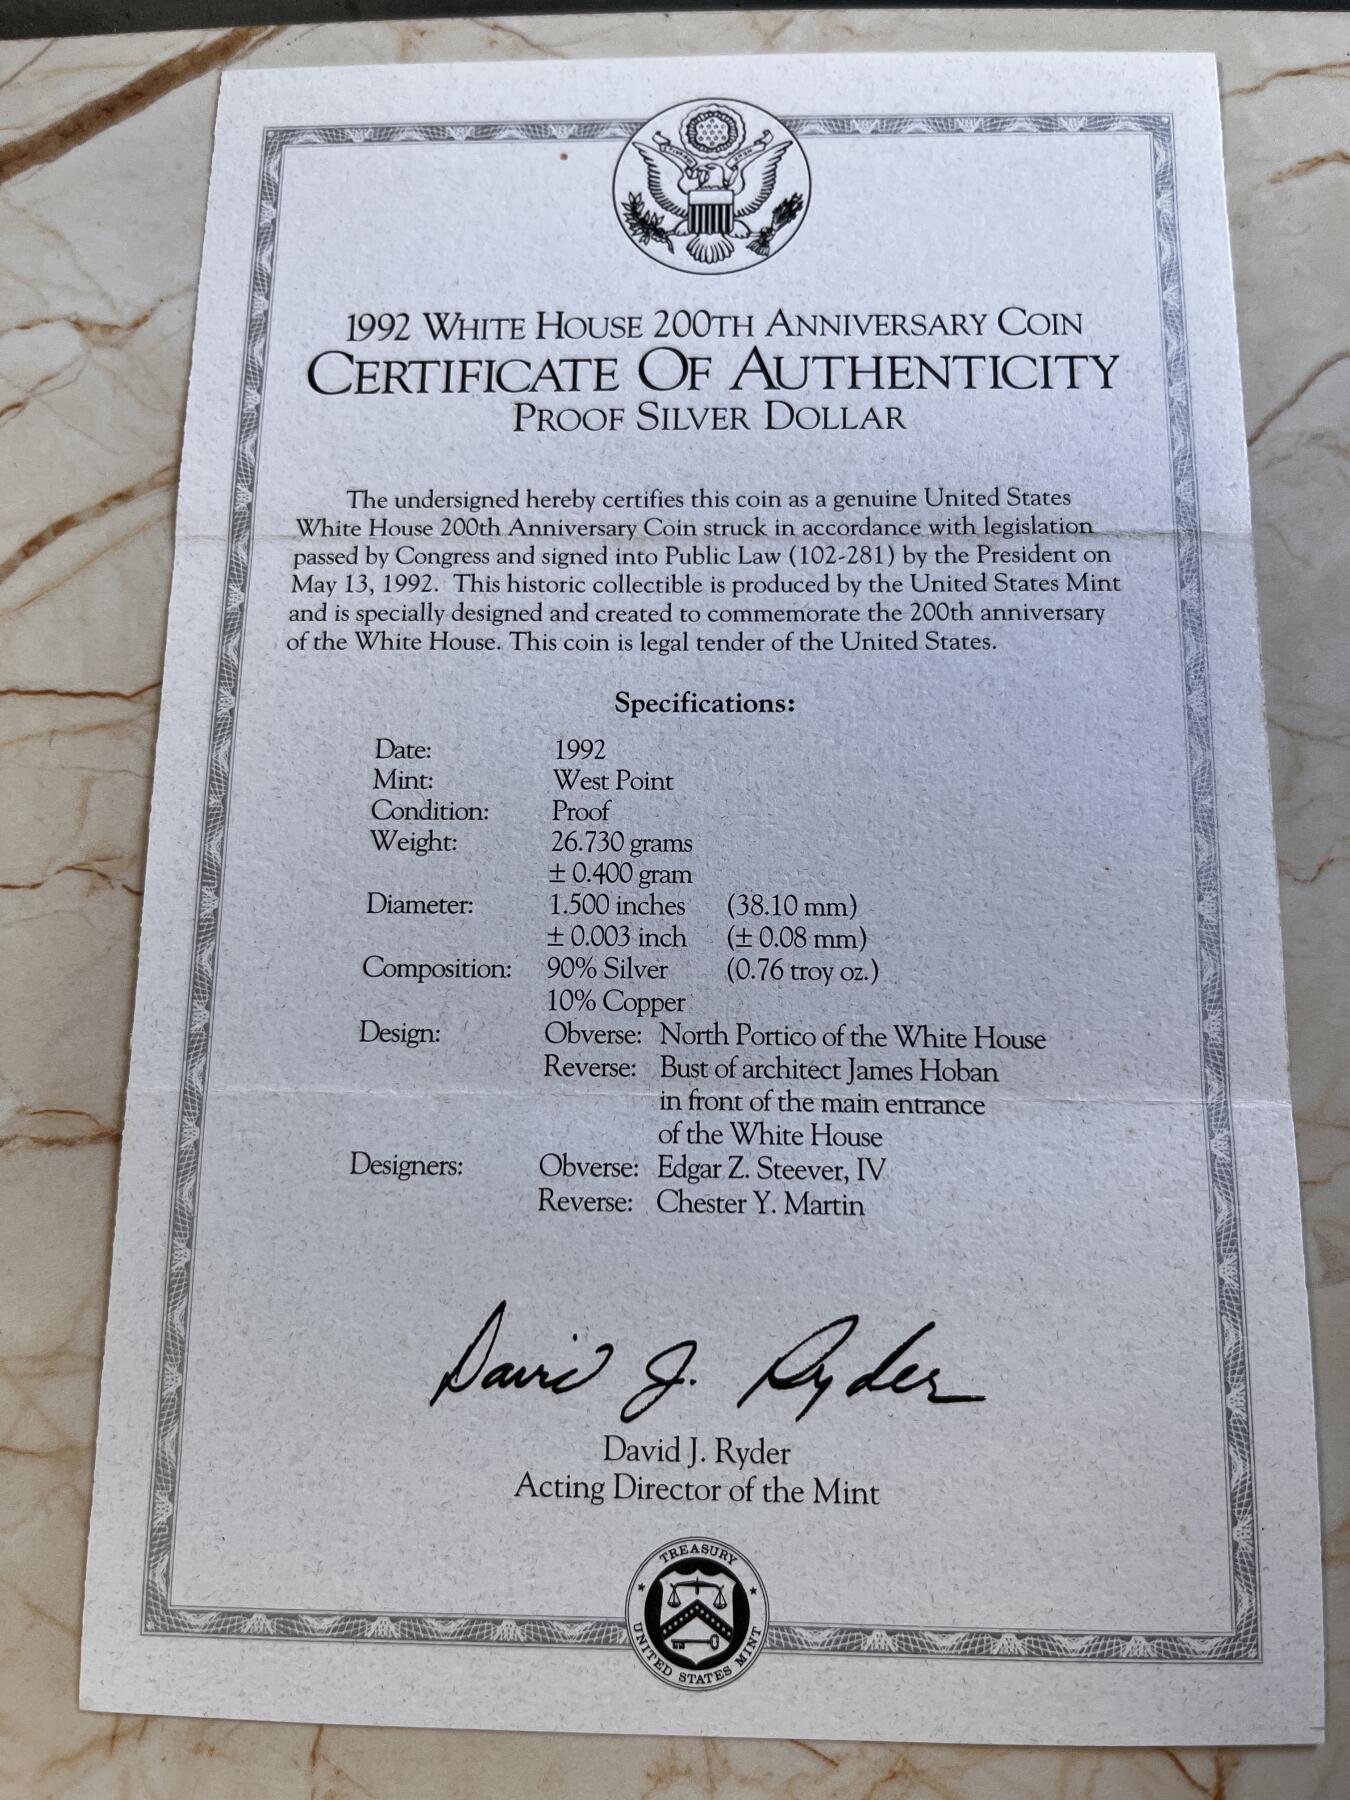 1992 WHITE HOUSE 200TH ANNIVERSARY COIN
CERTIFICATE OF AUTHENTICITY
PROOF SILVER DOLLAR
The undersigned hereby certifies this coin as a genuine United States
White House 200th Anniversary Coin struck in accordance with legislation
passed by Congress and signed into Public Law (102-281) by the President on
May 13, 1992. This historic collectible is produced by the United States Mint
and is specially designed and created to commemorate the 200th anniversary
of the White House. This coin is legal tender of the United States.
Specifications:
Date: 1992
Mint: West Point
Condition: Proof
Weight: 26.730 grams
± 0.400 gram
Diameter: 1.500 inches (38.10 mm)
± 0.003 inch (± 0.08 mm)
Composition: 90% Silver (0.76 troy oz.)
10% Copper
Design: Obverse: North Portico of the White House
Reverse: Bust of architect James Hoban
in front of the main entrance
of the White House
Designers: Obverse: Edgar Z. Steever, IV
Reverse: Chester Y. Martin
David J. Ryder
David J. Ryder
Acting Director of the Mint
TREASURY
UNITED STATES MINT